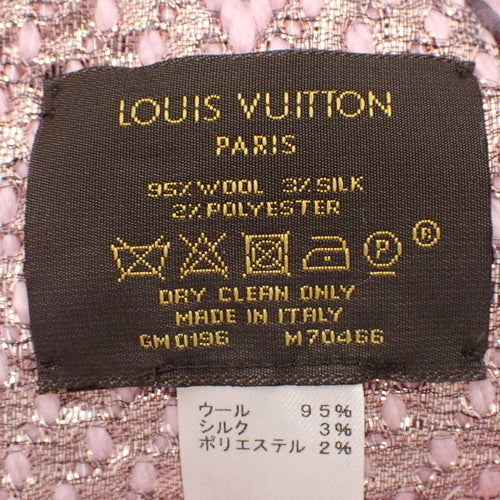 LOUIS VUITTON
PARIS
95% WOOL 3% SILK
2% POLYESTER
P
®
DRY CLEAN ONLY
MADE IN ITALY
GM0196 M70466
ウール 95%
シルク 3%
ポリエステル 2%